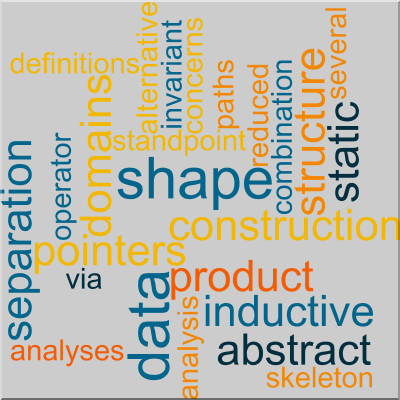 definitions
alternative
invariant
concerns
paths
reduced
combination
structure
several
static
domains
standpoint
operator
separation
shape
construction
pointers
via
data
product
analysis
inductive
analyses
abstract
skeleton